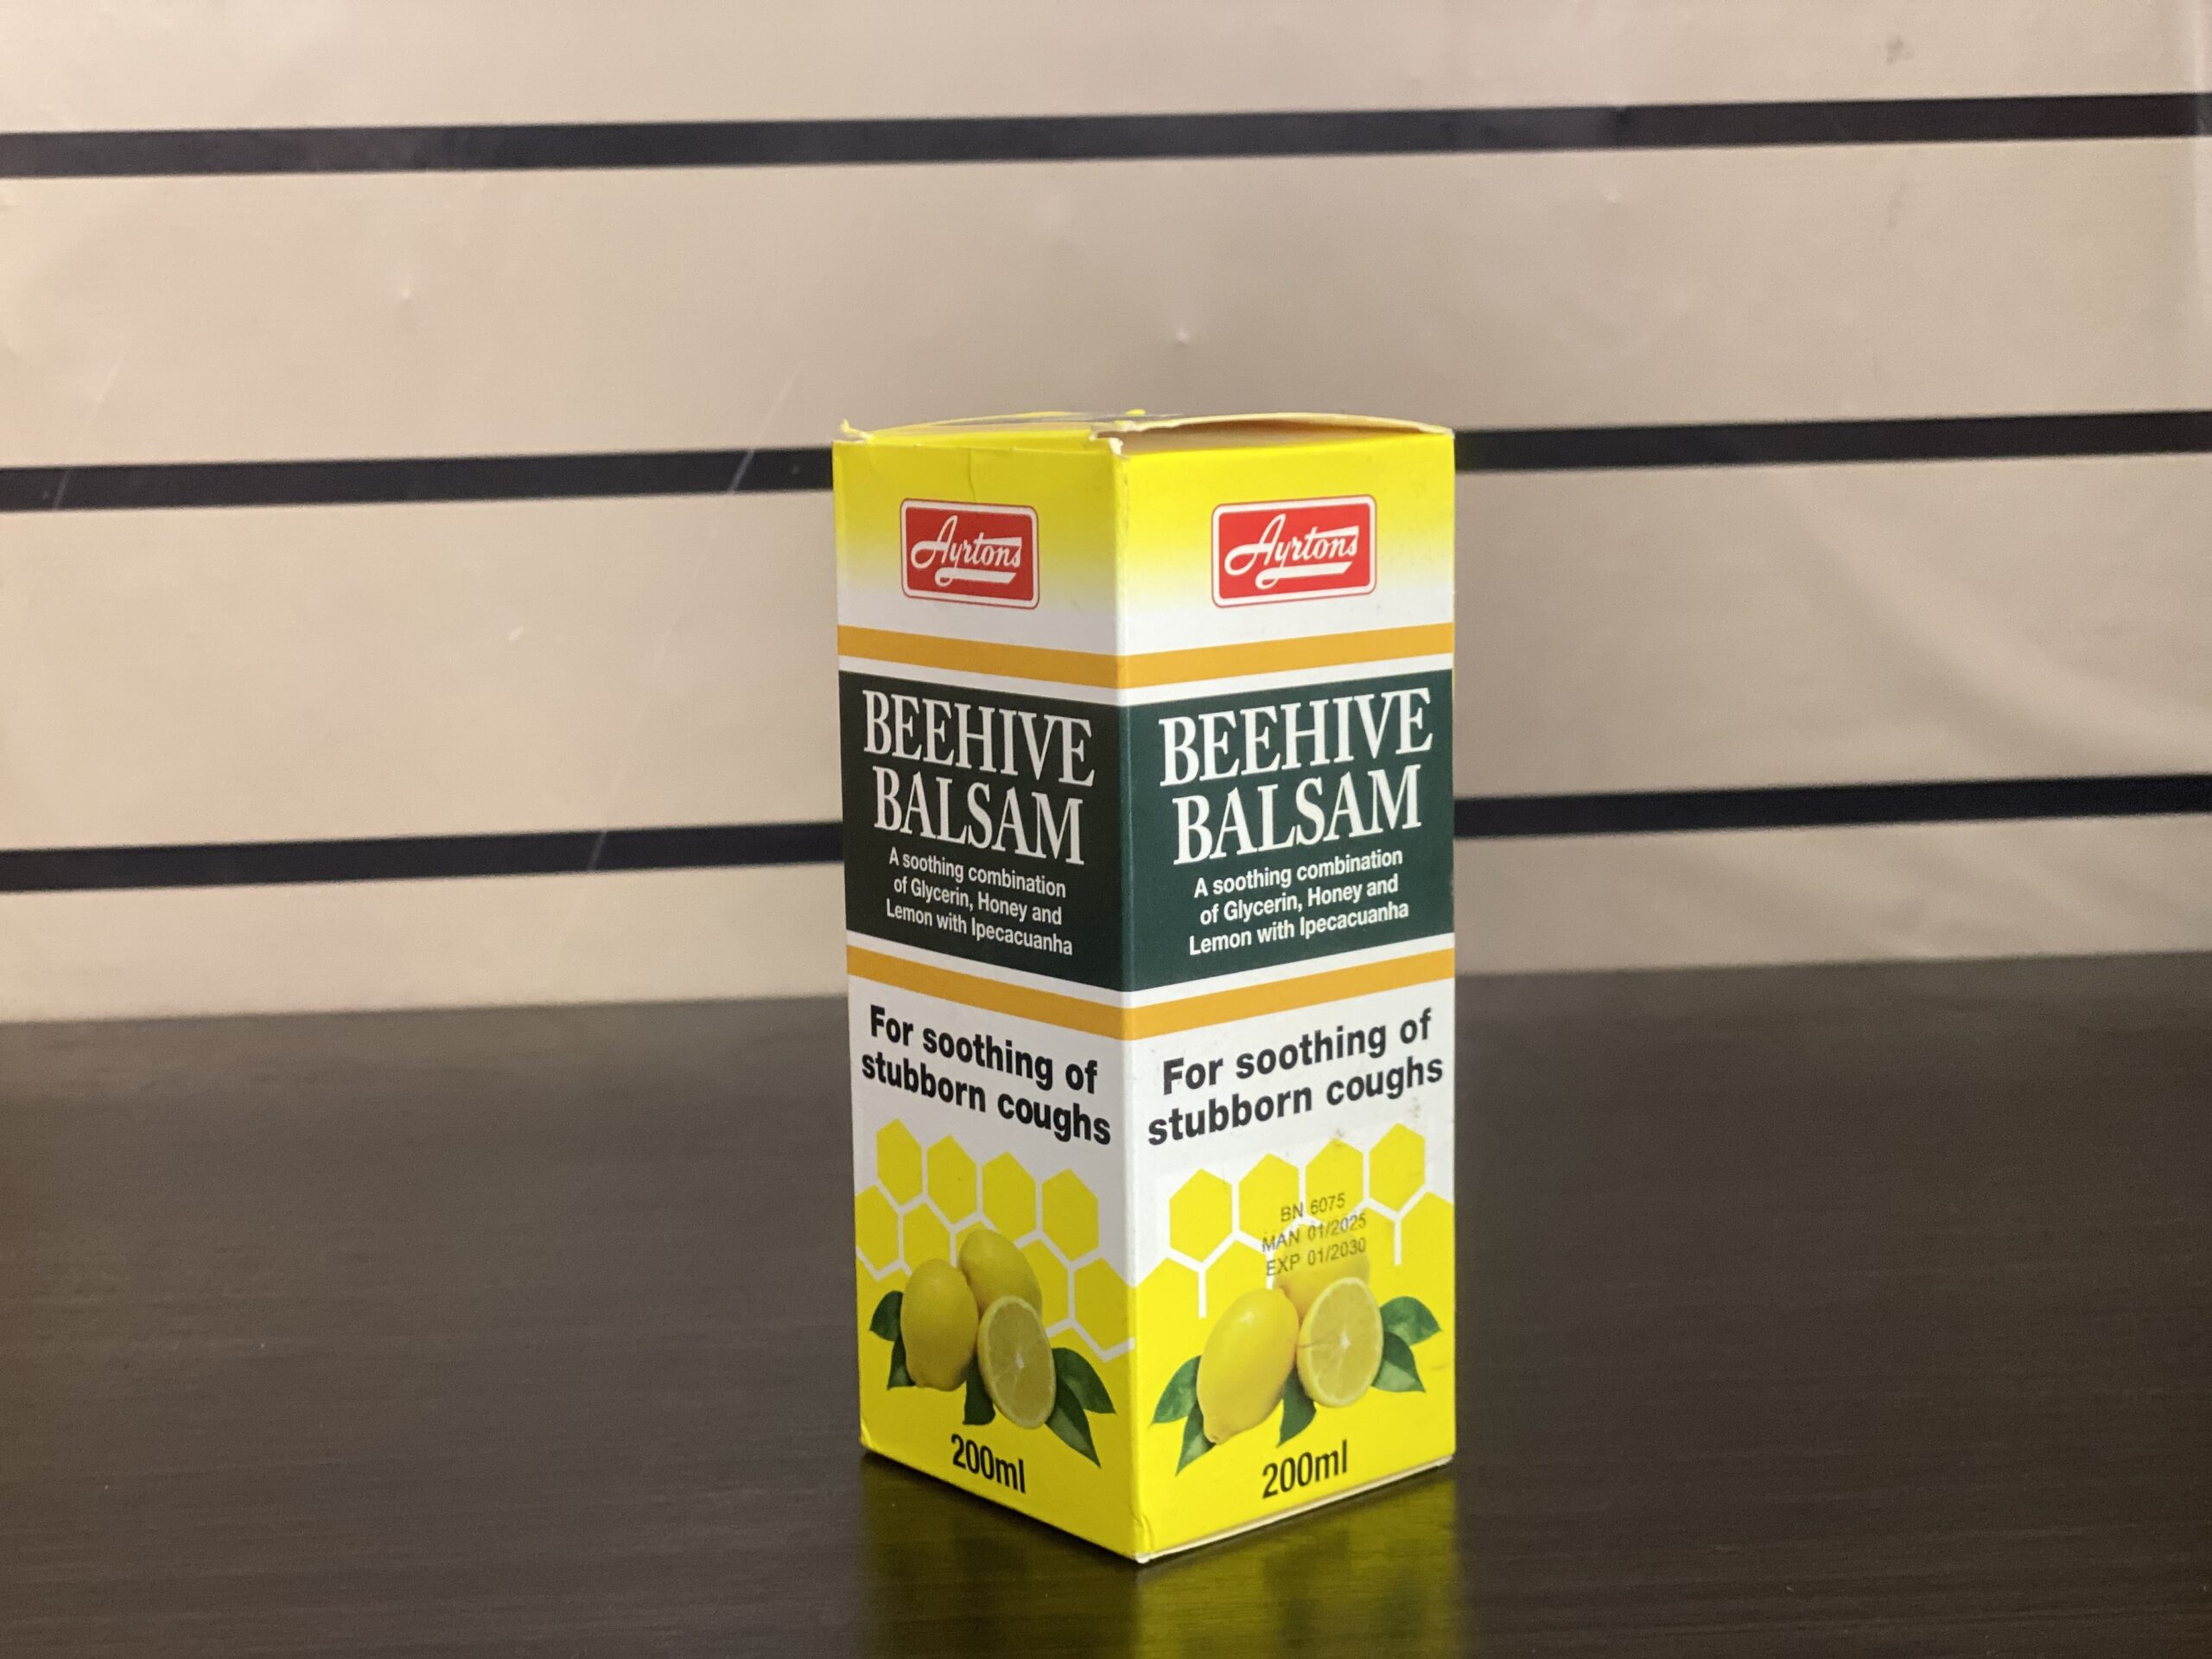 Ayrtons
BEEHIVE
BALSAM
A soothing combination
of Glycerin, Honey and
Lemon with Ipecacuanha
For soothing of
stubborn coughs
200ml
Ayrtons
BEEHIVE
BALSAM
A soothing combination
of Glycerin, Honey and
Lemon with Ipecacuanha
For soothing of
stubborn coughs
BN 6075
MAN 01/2025
EXP 01/2030
200ml